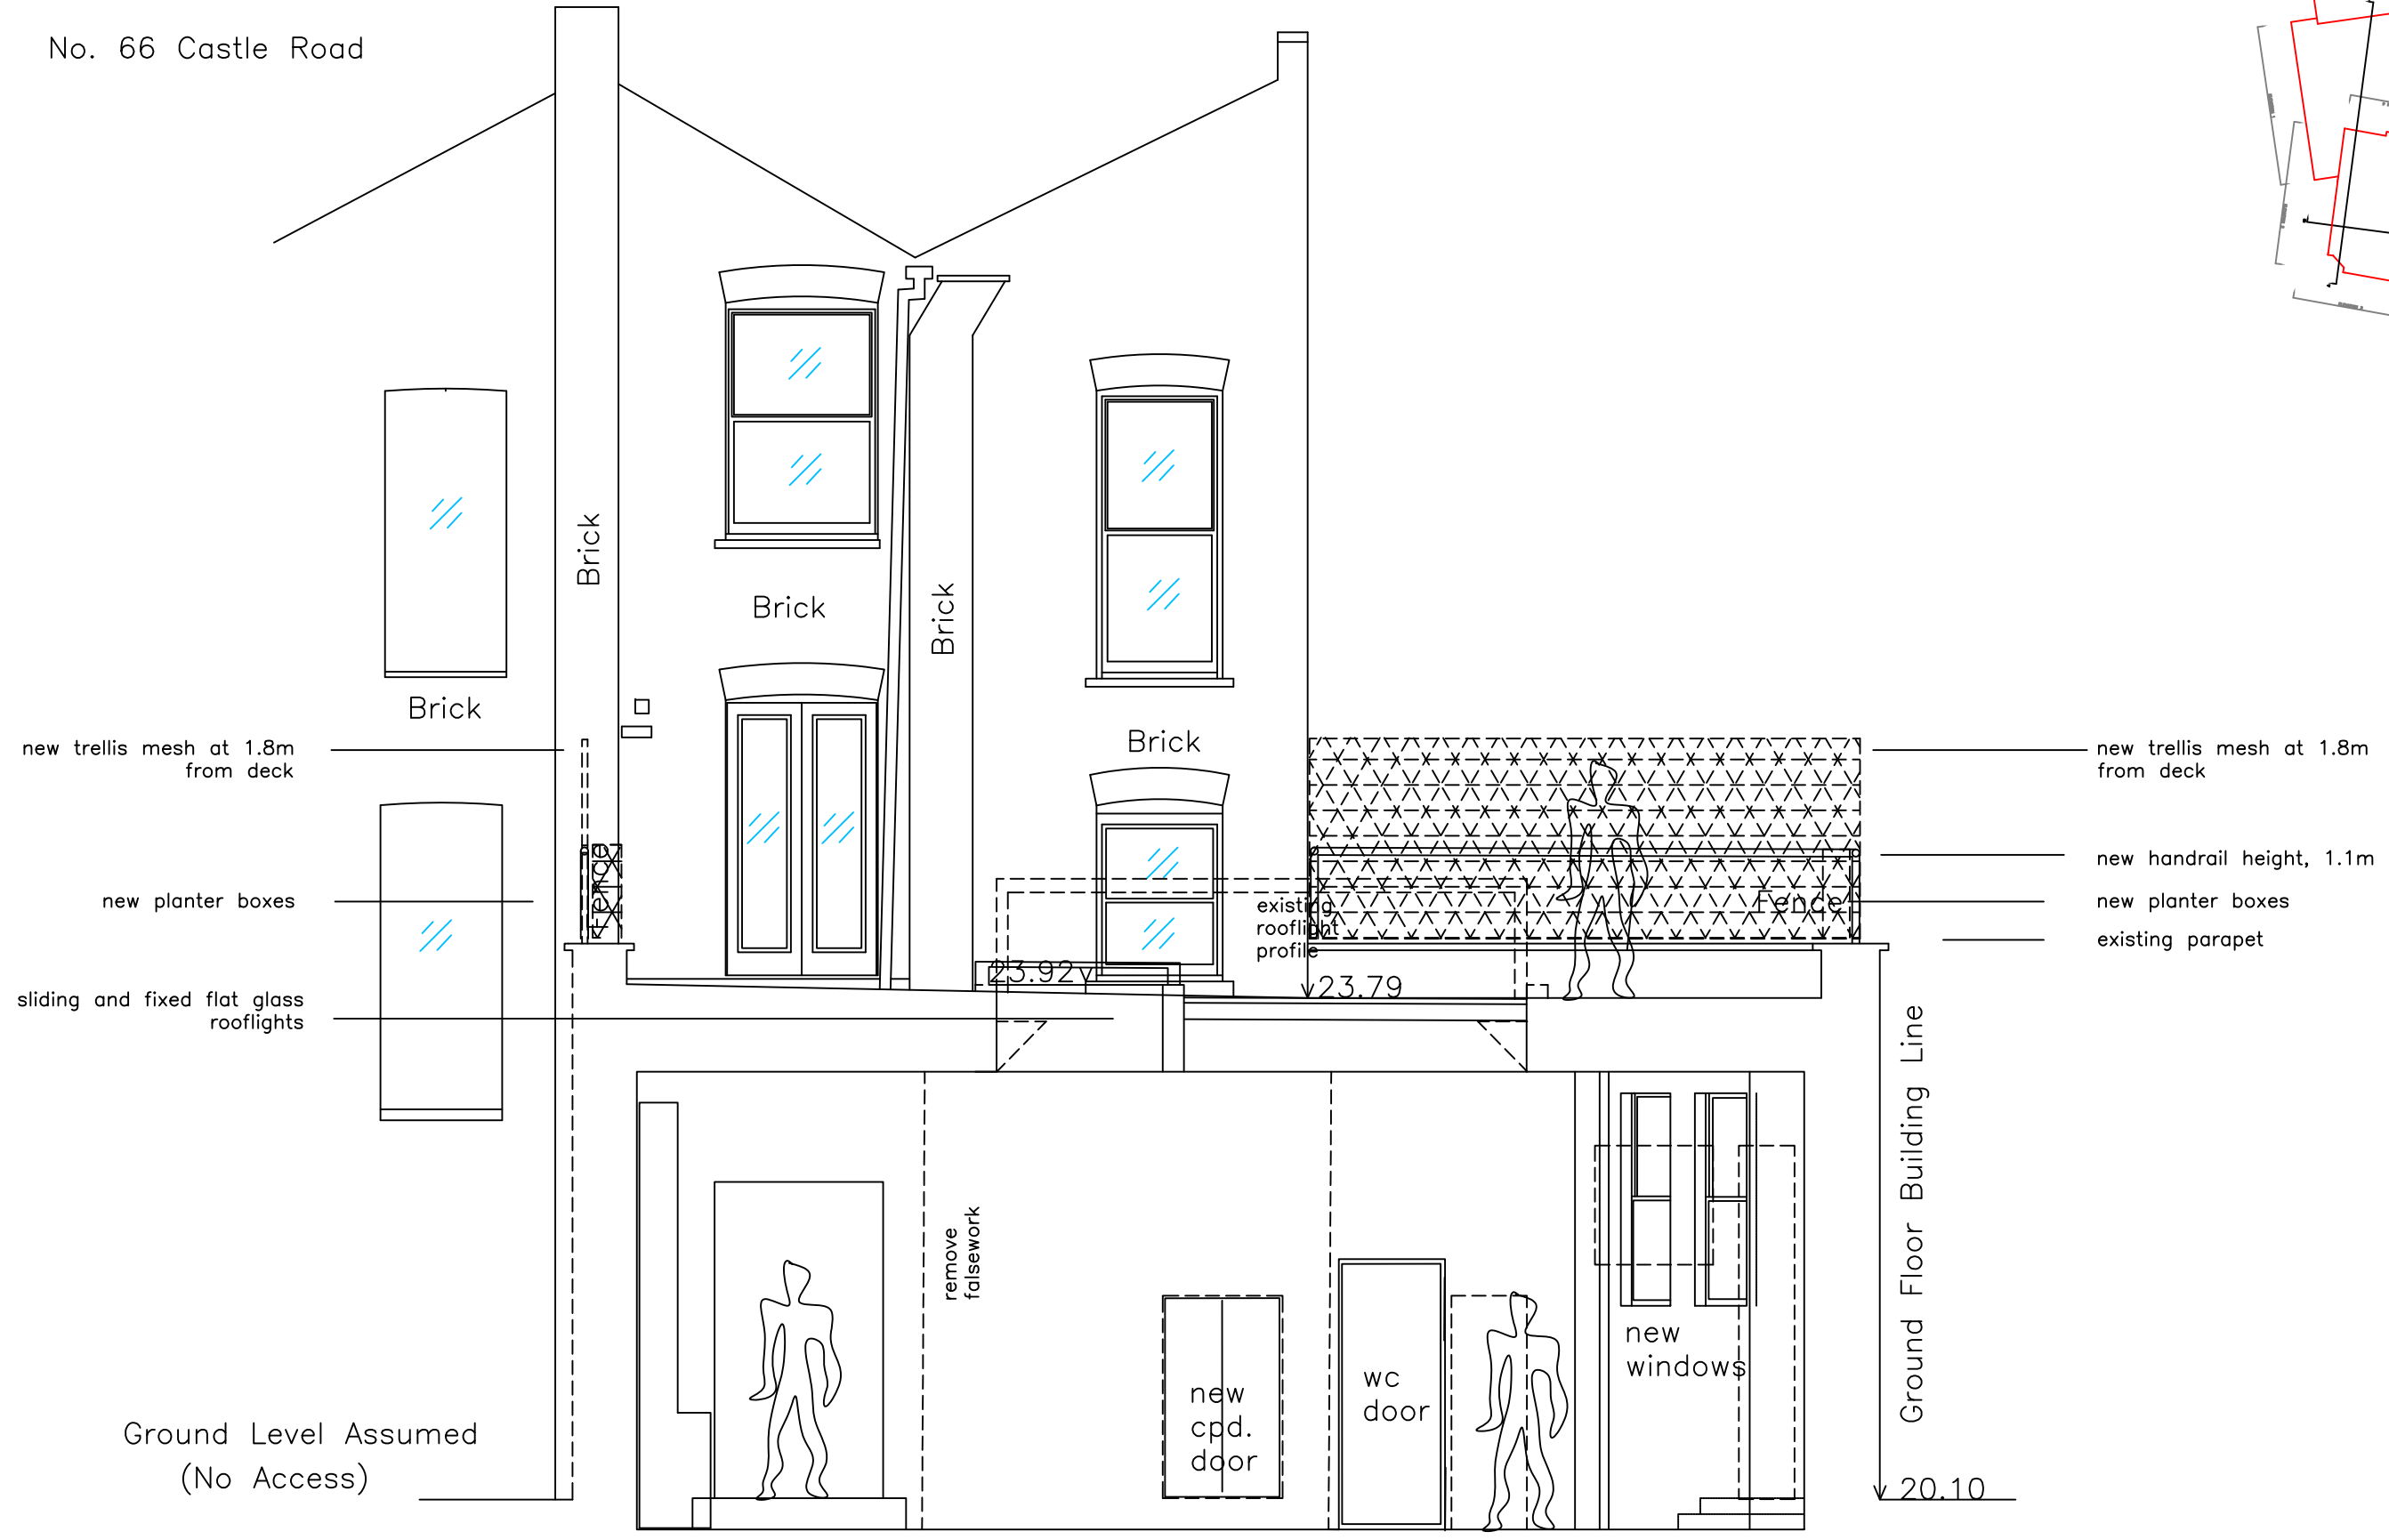 No. 66 Castle Road
Brick
Brick
Brick
Brick
Brick
new trellis mesh at 1.8m
from deck
new trellis mesh at 1.8m
from deck
Fence
new handrail height, 1.1m
new planter boxes
existing
rooflight
profile
Fence
new planter boxes
existing parapet
23.92
23.79
sliding and fixed flat glass
rooflights
Ground Floor Building Line
remove
falsework
new
windows
new
cpd.
door
wc
door
Ground Level Assumed
(No Access)
20.10